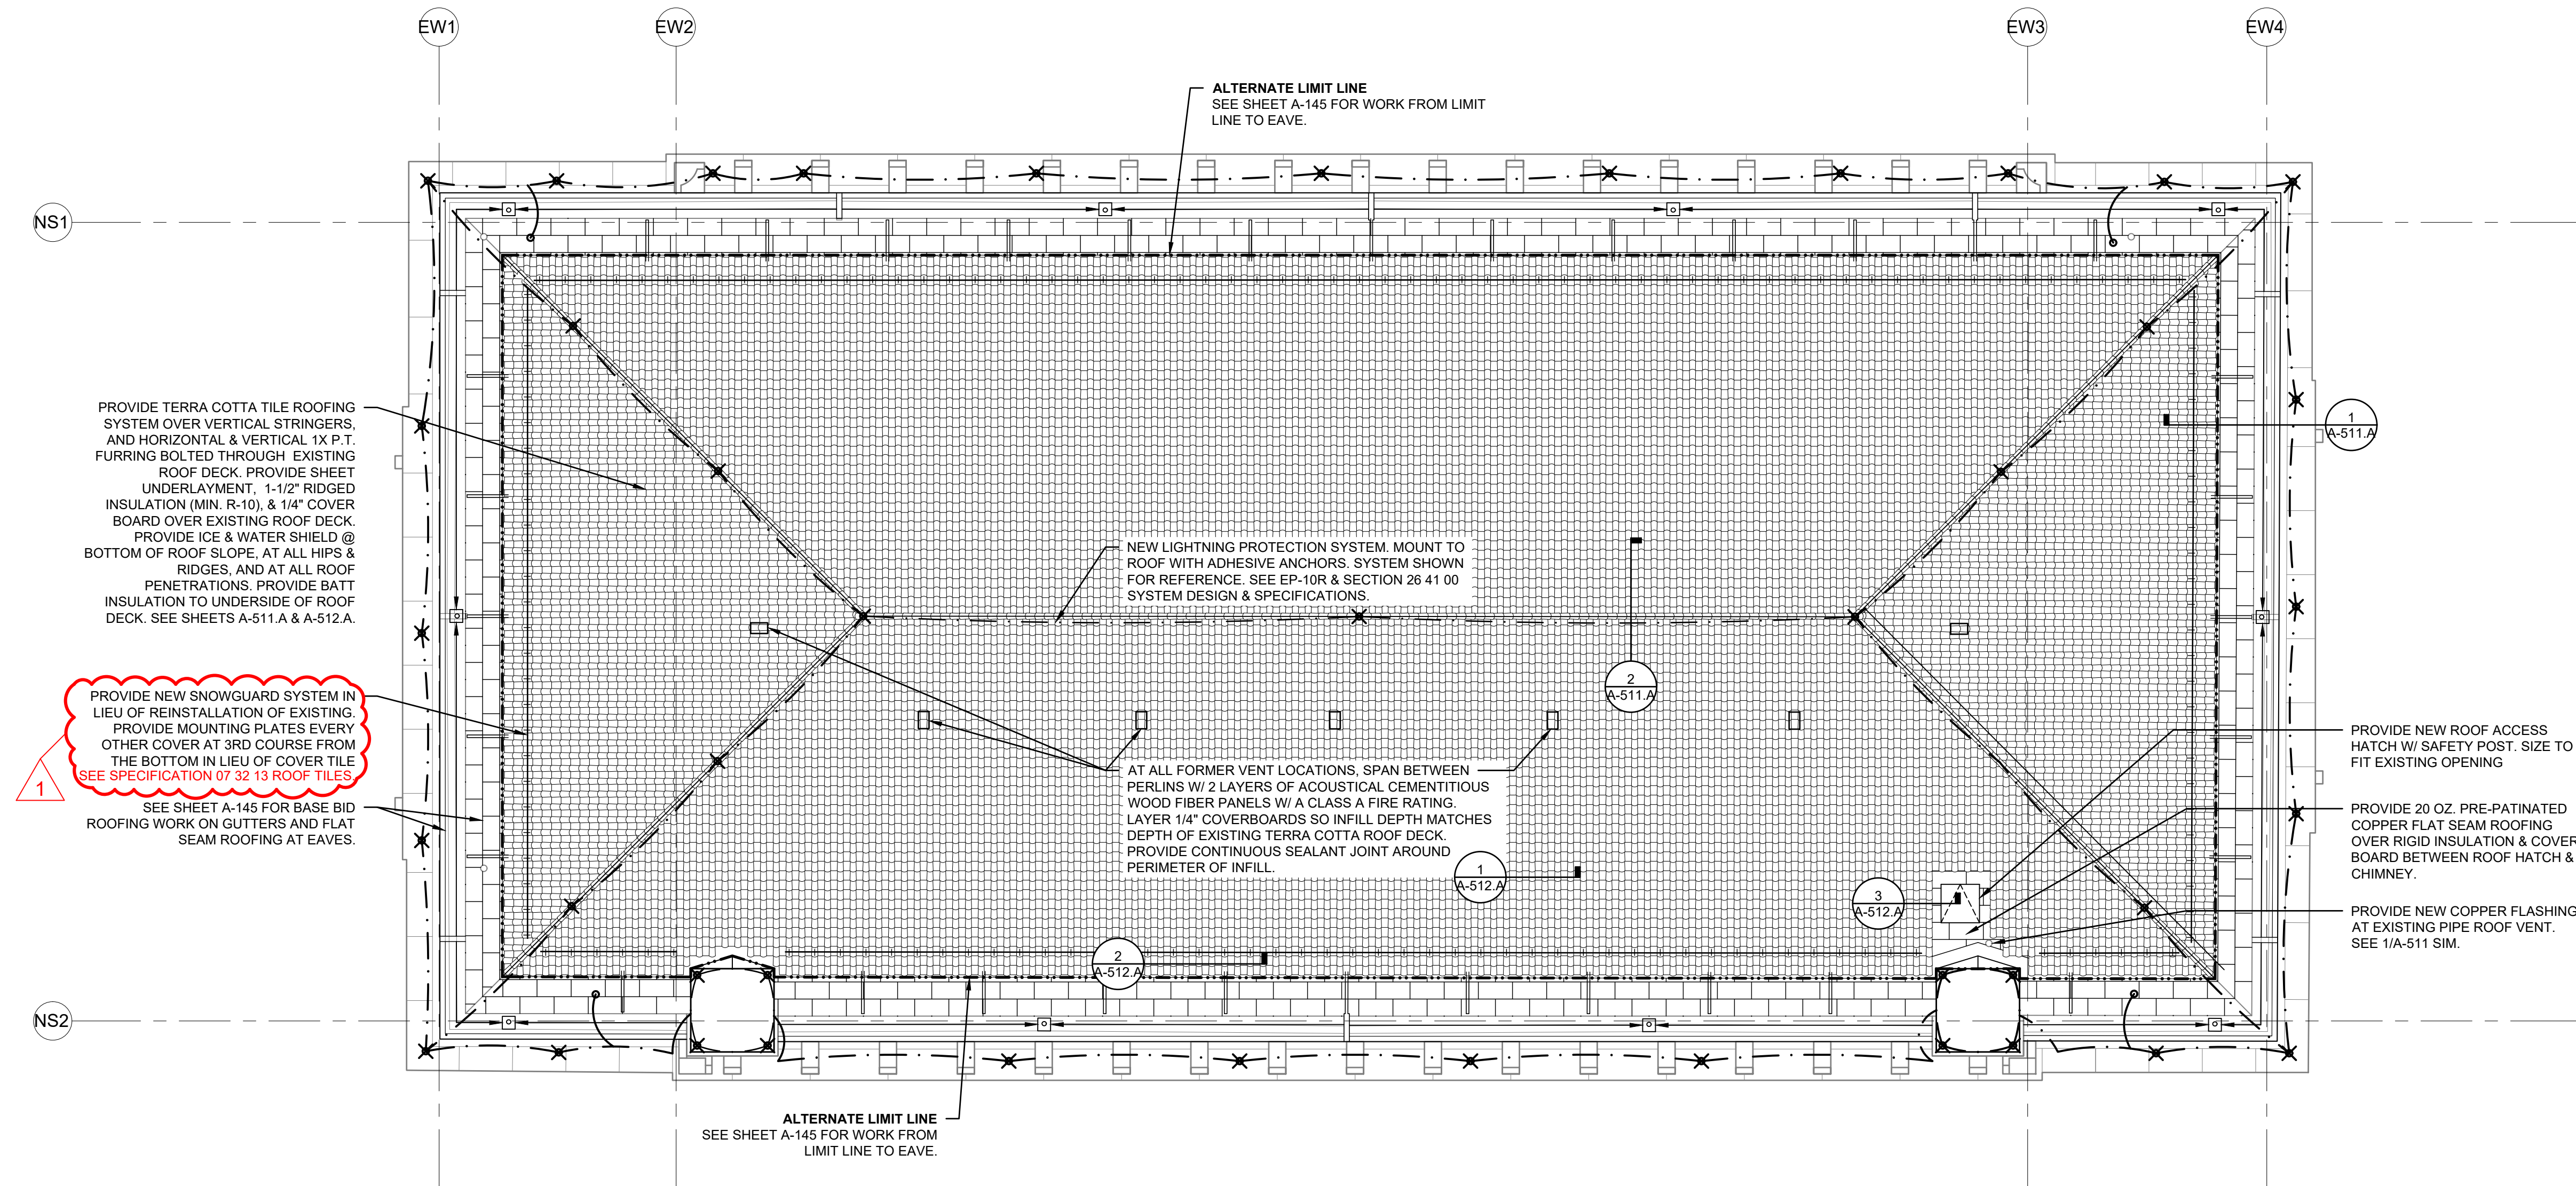 EW1
EW2
EW3
EW4
ALTERNATE LIMIT LINE
SEE SHEET A-145 FOR WORK FROM LIMIT
LINE TO EAVE.
NS1
PROVIDE TERRA COTTA TILE ROOFING
SYSTEM OVER VERTICAL STRINGERS,
AND HORIZONTAL & VERTICAL 1X P.T.
FURRING BOLTED THROUGH EXISTING
ROOF DECK. PROVIDE SHEET
UNDERLAYMENT, 1-1/2" RIDGED
INSULATION (MIN. R-10), & 1/4" COVER
BOARD OVER EXISTING ROOF DECK.
PROVIDE ICE & WATER SHIELD @
BOTTOM OF ROOF SLOPE, AT ALL HIPS &
RIDGES, AND AT ALL ROOF
PENETRATIONS. PROVIDE BATT
INSULATION TO UNDERSIDE OF ROOF
DECK. SEE SHEETS A-511.A & A-512.A.
1
A-511.A
NEW LIGHTNING PROTECTION SYSTEM. MOUNT TO
ROOF WITH ADHESIVE ANCHORS. SYSTEM SHOWN
FOR REFERENCE. SEE EP-10R & SECTION 26 41 00
SYSTEM DESIGN & SPECIFICATIONS.
2
A-511.A
PROVIDE NEW SNOWGUARD SYSTEM IN
LIEU OF REINSTALLATION OF EXISTING.
PROVIDE MOUNTING PLATES EVERY
OTHER COVER AT 3RD COURSE FROM
THE BOTTOM IN LIEU OF COVER TILE
SEE SPECIFICATION 07 32 13 ROOF TILES.
1
SEE SHEET A-145 FOR BASE BID
ROOFING WORK ON GUTTERS AND FLAT
SEAM ROOFING AT EAVES.
AT ALL FORMER VENT LOCATIONS, SPAN BETWEEN
PERLINS W/ 2 LAYERS OF ACOUSTICAL CEMENTITIOUS
WOOD FIBER PANELS W/ A CLASS A FIRE RATING.
LAYER 1/4" COVERBOARDS SO INFILL DEPTH MATCHES
DEPTH OF EXISTING TERRA COTTA ROOF DECK.
PROVIDE CONTINUOUS SEALANT JOINT AROUND
PERIMETER OF INFILL.
1
A-512.A
3
A-512.A
2
A-512.A
PROVIDE NEW ROOF ACCESS
HATCH W/ SAFETY POST. SIZE TO
FIT EXISTING OPENING
PROVIDE 20 OZ. PRE-PATINATED
COPPER FLAT SEAM ROOFING
OVER RIGID INSULATION & COVER
BOARD BETWEEN ROOF HATCH &
CHIMNEY.
PROVIDE NEW COPPER FLASHING
AT EXISTING PIPE ROOF VENT.
SEE 1/A-511 SIM.
NS2
ALTERNATE LIMIT LINE
SEE SHEET A-145 FOR WORK FROM
LIMIT LINE TO EAVE.